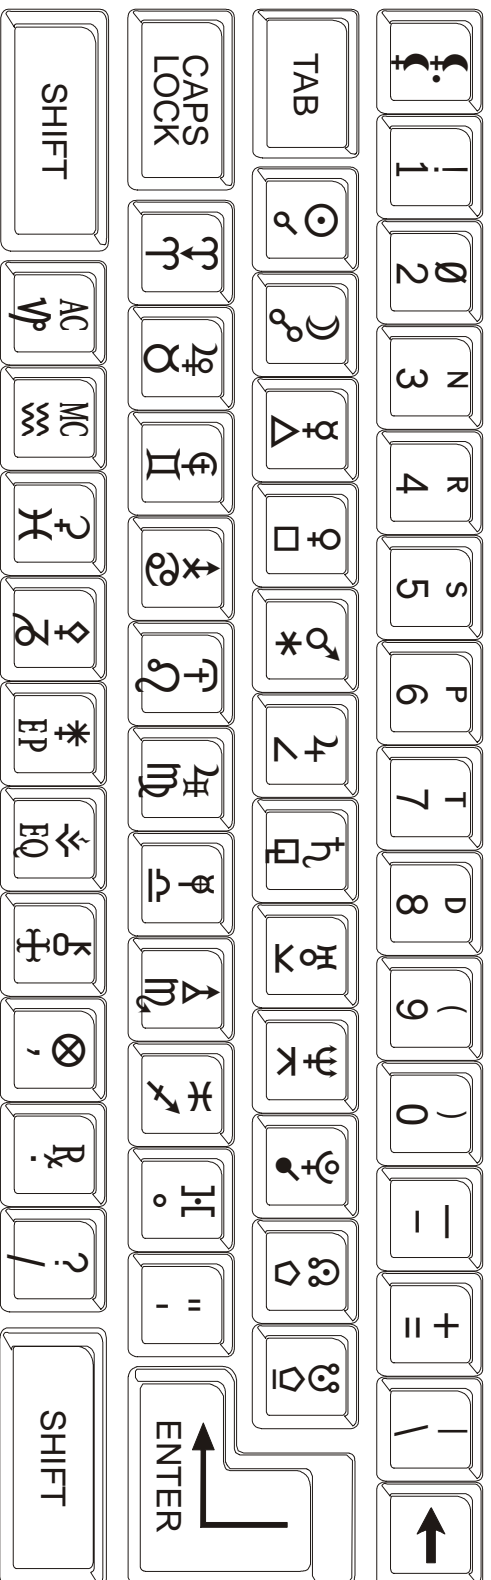 ! Ø N R S P T D ( ) _ + |
1 2 3 4 5 6 7 8 9 0 - = \ ←
TAB ☉ ☽ ☿ ♀ ♂ ♃ ♄ ♅ ♆ ☊ ☋
☌ ☍ △ □ ⚹ ∠ ⚼ ⚻ ⚺
CAPS
LOCK
"
♈ ♉ ♊ ♋ ♌ ♍ ♎ ♏ ♐ ° '
ENTER
SHIFT
AC MC ⚳ ⚴ ⚵ ⚶ ⚷ ⊗ ℞ ?
♑ ♒ ♓ EP EQ , . /
SHIFT